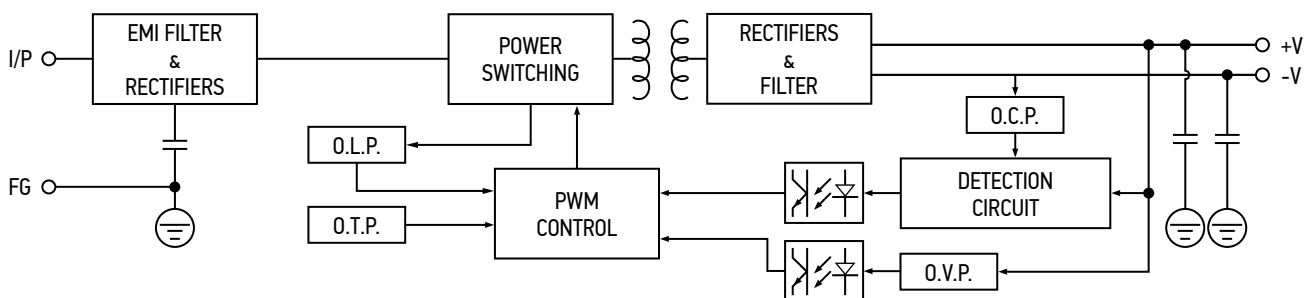 I/P
EMI FILTER
&
RECTIFIERS
POWER
SWITCHING
RECTIFIERS
&
FILTER
+V
-V
O.C.P.
O.L.P.
FG
PWM
CONTROL
DETECTION
CIRCUIT
O.T.P.
O.V.P.